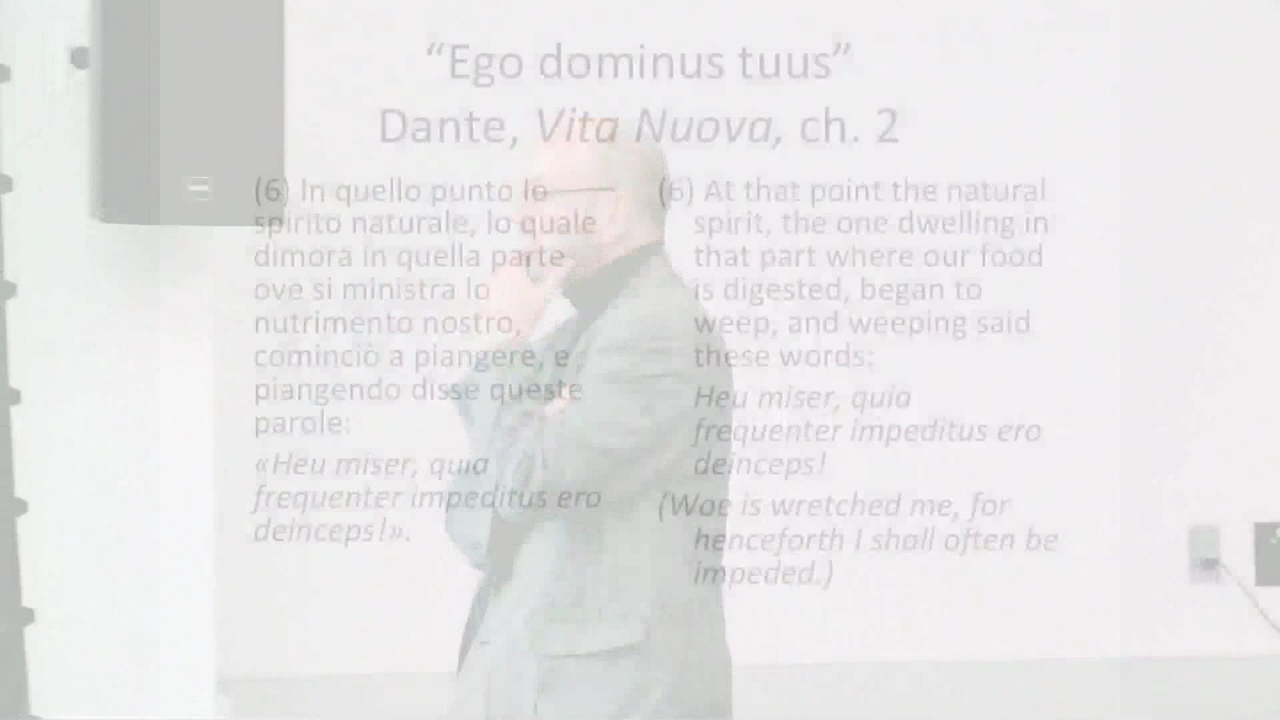 “Ego dominus tuus”
Dante, Vita Nuova, ch. 2
(6) In quello punto lo
spirito naturale, lo quale
dimora in quella parte
ove si ministra lo
nutrimento nostro,
cominciò a piangere, e
piangendo disse queste
parole:
«Heu miser, quia
frequenter impeditus ero
deinceps!».
(6) At that point the natural
spirit, the one dwelling in
that part where our food
is digested, began to
weep, and weeping said
these words:
Heu miser, quia
frequenter impeditus ero
deinceps!
(Woe is wretched me, for
henceforth I shall often be
impeded.)